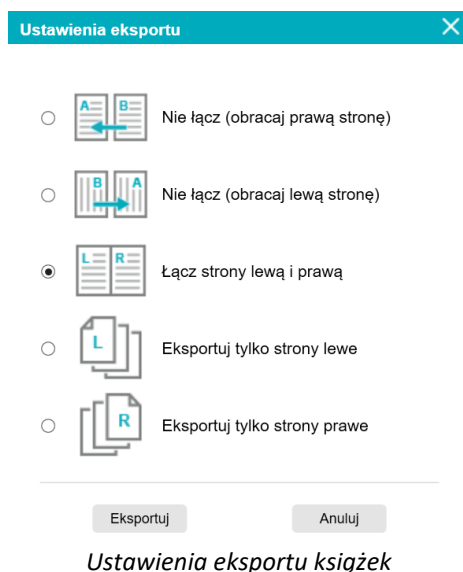 Ustawienia eksportu
A B
Nie łącz (obracaj prawą stronę)
B A
Nie łącz (obracaj lewą stronę)
L R
Łącz strony lewą i prawą
L
Eksportuj tylko strony lewe
R
Eksportuj tylko strony prawe
Eksportuj Anuluj
Ustawienia eksportu książek